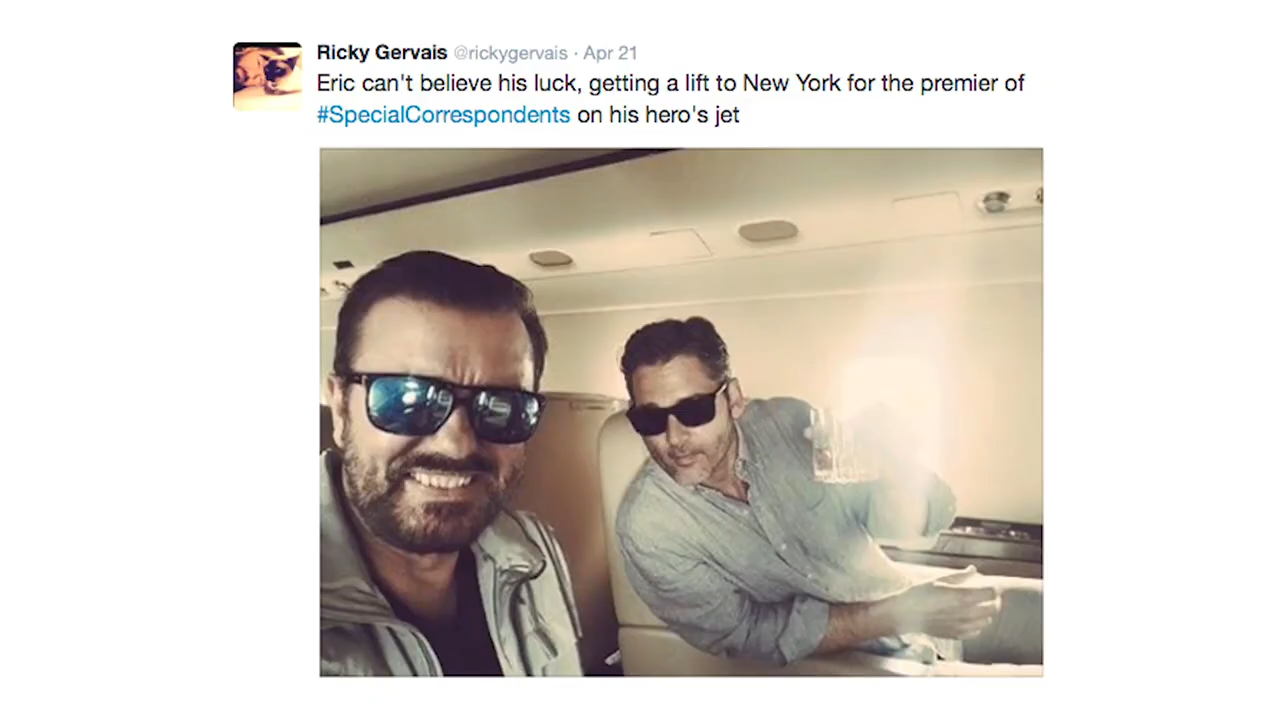 Ricky Gervais @rickygervais · Apr 21
Eric can't believe his luck, getting a lift to New York for the premier of
#SpecialCorrespondents on his hero's jet